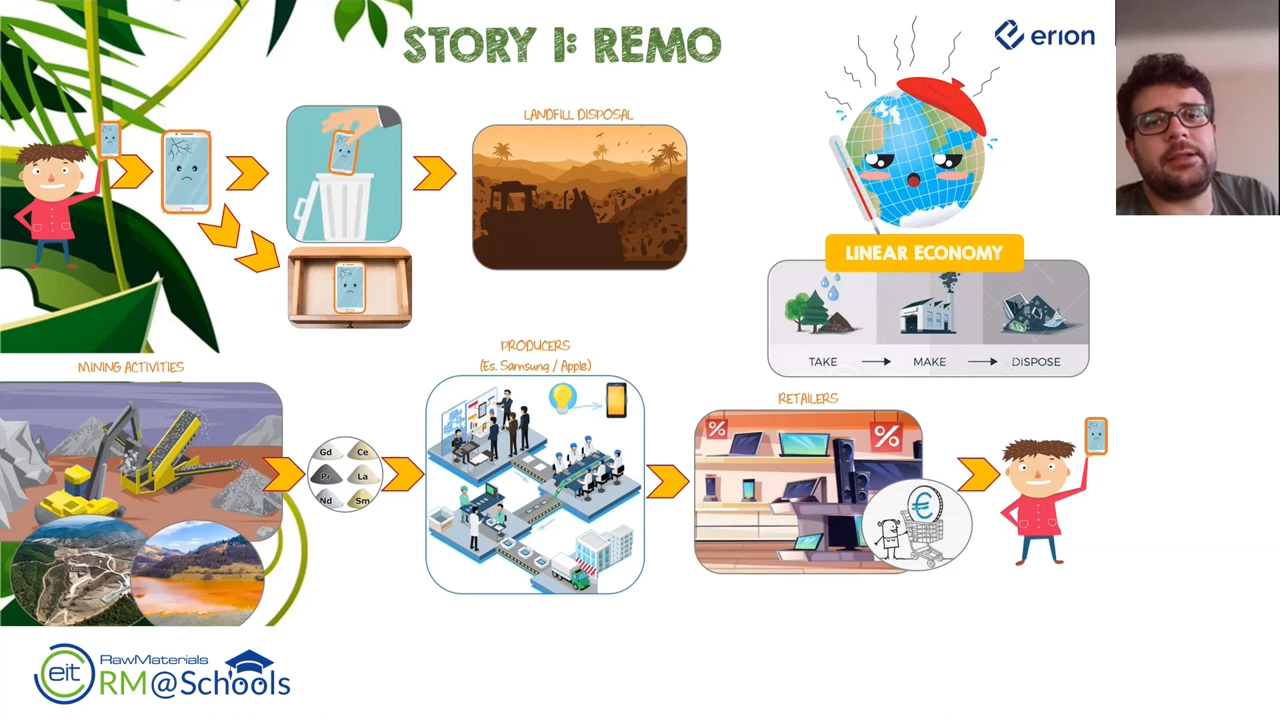 STORY 1: REMO
erion
LANDFILL DISPOSAL
LINEAR ECONOMY
TAKE
MAKE
DISPOSE
MINING ACTIVITIES
PRODUCERS
(Es. Samsung / Apple)
RETAILERS
%
%
Gd
Ce
Pr
La
Nd
Sm
€
eit
RawMaterials
RM@Schools